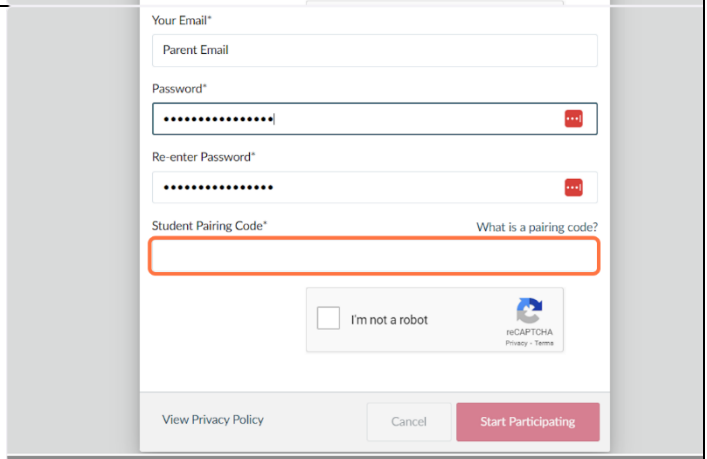 Your Email*
Parent Email
Password*
••••••••••••••••
Re-enter Password*
••••••••••••••••
Student Pairing Code*
What is a pairing code?
I'm not a robot
reCAPTCHA
Privacy - Terms
View Privacy Policy
Cancel
Start Participating